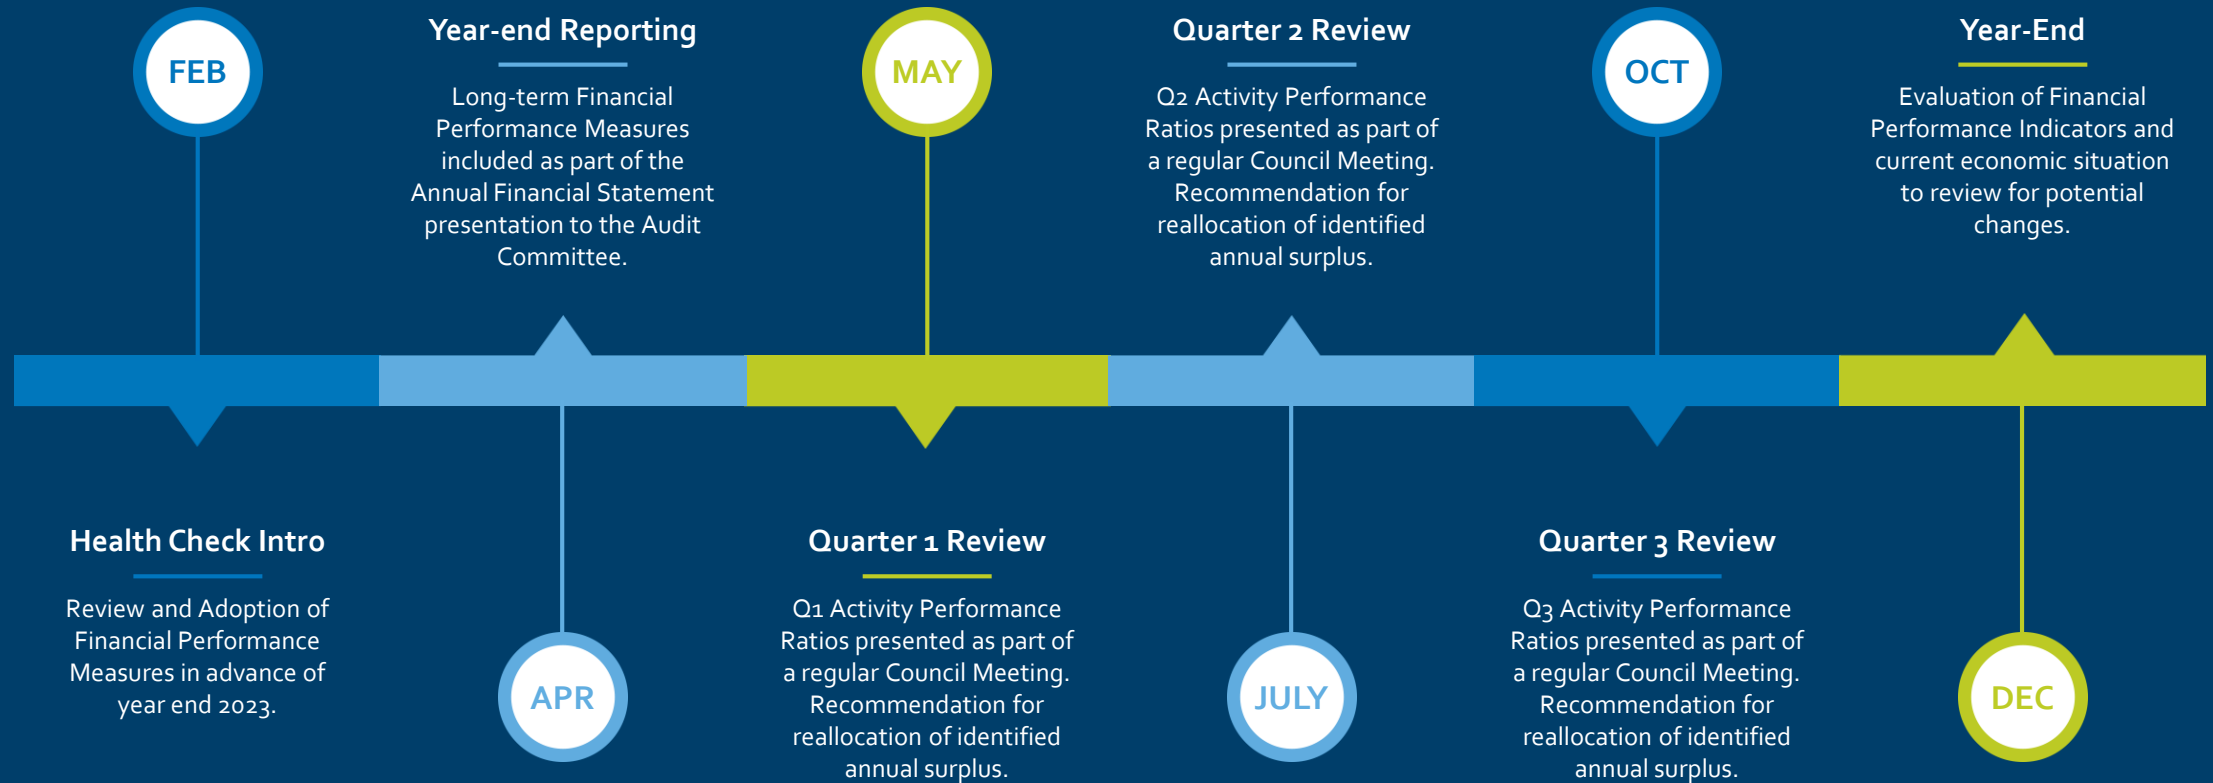 FEB
Health Check Intro
Review and Adoption of
Financial Performance
Measures in advance of
year end 2023.
Year-end Reporting
Long-term Financial
Performance Measures
included as part of the
Annual Financial Statement
presentation to the Audit
Committee.
APR
MAY
Quarter 1 Review
Q1 Activity Performance
Ratios presented as part of
a regular Council Meeting.
Recommendation for
reallocation of identified
annual surplus.
Quarter 2 Review
Q2 Activity Performance
Ratios presented as part of
a regular Council Meeting.
Recommendation for
reallocation of identified
annual surplus.
JULY
OCT
Quarter 3 Review
Q3 Activity Performance
Ratios presented as part of
a regular Council Meeting.
Recommendation for
reallocation of identified
annual surplus.
Year-End
Evaluation of Financial
Performance Indicators and
current economic situation
to review for potential
changes.
DEC